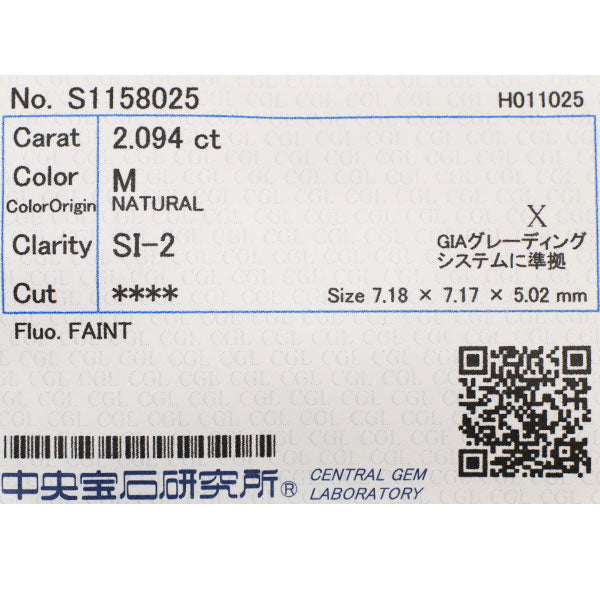 No. S1158025 H011025
Carat 2.094 ct
Color M
ColorOrigin NATURAL
X
Clarity SI-2
GIAグレーディング
システムに準拠
Cut ****
Size 7.18 × 7.17 × 5.02 mm
Fluo. FAINT
中央宝石研究所® CENTRAL GEM
LABORATORY